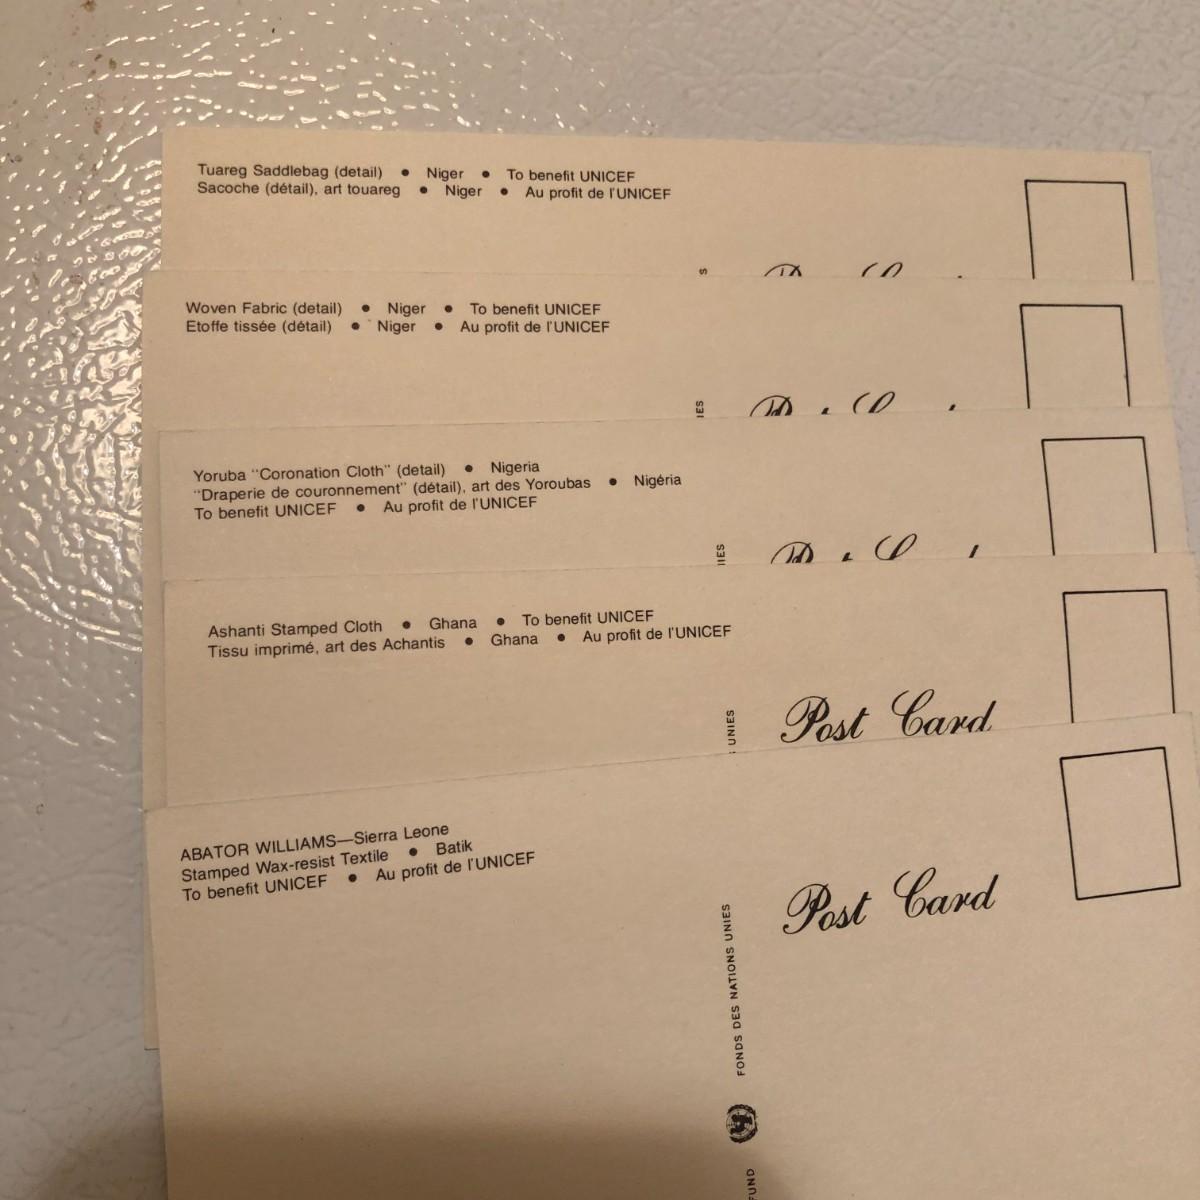 Tuareg Saddlebag (detail) ● Niger ● To benefit UNICEF
Sacoche (détail), art touareg ● Niger ● Au profit de l'UNICEF
S
Woven Fabric (detail) ● Niger ● To benefit UNICEF
Etoffe tissée (détail) ● Niger ● Au profit de l'UNICEF
IES
Yoruba "Coronation Cloth" (detail) ● Nigeria
"Draperie de couronnement" (détail), art des Yoroubas ● Nigéria
To benefit UNICEF ● Au profit de l'UNICEF
IES
Ashanti Stamped Cloth ● Ghana ● To benefit UNICEF
Tissu imprimé, art des Achantis ● Ghana ● Au profit de l'UNICEF
UNIES
Post Card
ABATOR WILLIAMS—Sierra Leone
Stamped Wax-resist Textile ● Batik
To benefit UNICEF ● Au profit de l'UNICEF
Post Card
FONDS DES NATIONS UNIES
FUND